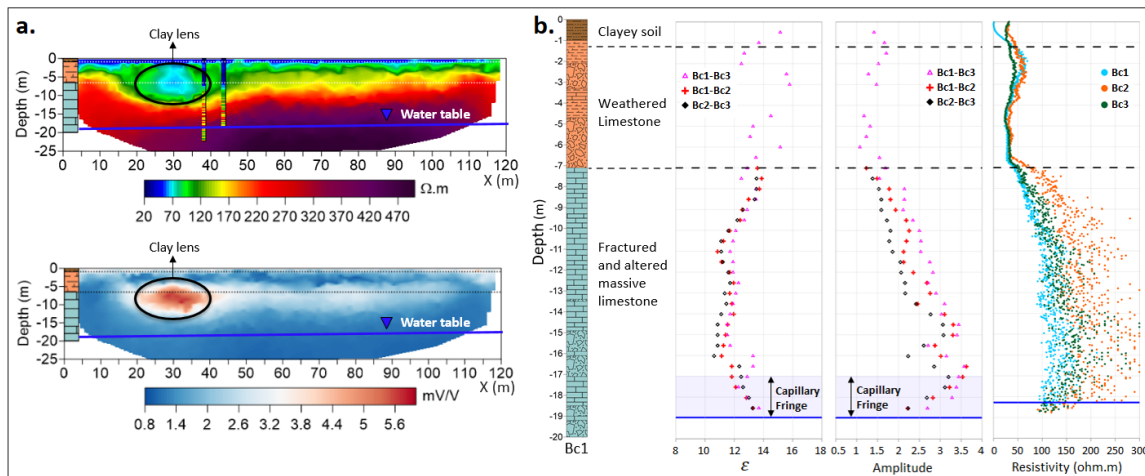 a.
Clay lens
Depth (m)
0
-5
-10
-15
-20
-25
Water table
0 10 20 30 40 50 60 70 80 90 100 110 120
X (m)
Ω.m
20 70 120 170 220 270 320 370 420 470
Clay lens
Depth (m)
0
-5
-10
-15
-20
-25
Water table
0 10 20 30 40 50 60 70 80 90 100 110 120
X (m)
mV/V
0.8 1.4 2 2.6 3.2 3.8 4.4 5 5.6
b.
Depth (m)
0
-1
-2
-3
-4
-5
-6
-7
-8
-9
-10
-11
-12
-13
-14
-15
-16
-17
-18
-19
-20
Bc1
Clayey soil
Weathered
Limestone
Fractured
and altered
massive
limestone
Bc1-Bc3
Bc1-Bc2
Bc2-Bc3
Capillary
Fringe
8 10 12 14 16 18
ε
Bc1-Bc3
Bc1-Bc2
Bc2-Bc3
Capillary
Fringe
0.5 1 1.5 2 2.5 3 3.5 4
Amplitude
Bc1
Bc2
Bc3
0 50 100 150 200 250 300
Resistivity (ohm.m)